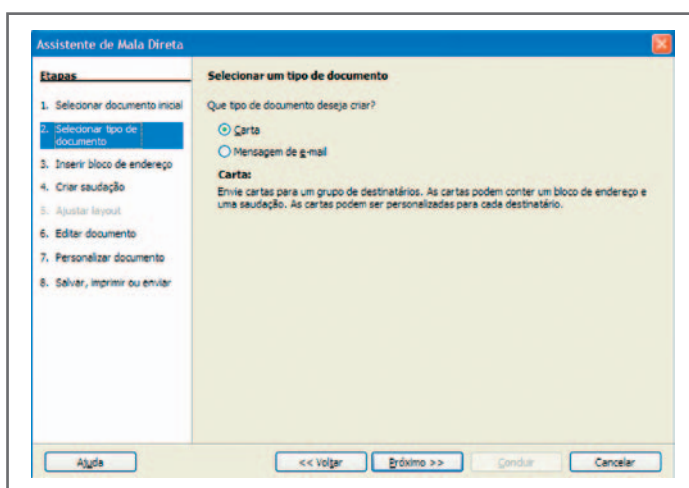 Assistente de Mala Direta
Etapas
1. Selecionar documento inicial
2. Selecionar tipo de
documento
3. Inserir bloco de endereço
4. Criar saudação
5. Ajustar layout
6. Editar documento
7. Personalizar documento
8. Salvar, imprimir ou enviar
Selecionar um tipo de documento
Que tipo de documento deseja criar?
Carta
Mensagem de e-mail
Carta:
Envie cartas para um grupo de destinatários. As cartas podem conter um bloco de endereço e
uma saudação. As cartas podem ser personalizadas para cada destinatário.
Ajuda
<< Voltar
Próximo >>
Concluir
Cancelar